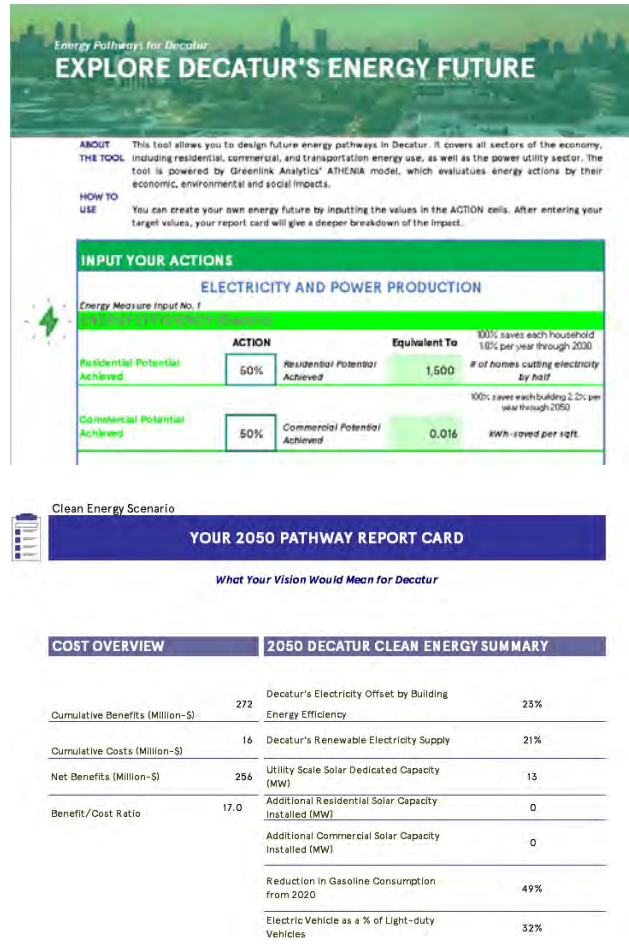 Energy Pathways for Decatur
EXPLORE DECATUR'S ENERGY FUTURE
ABOUT THE TOOL
This tool allows you to design future energy pathways in Decatur. It covers all sectors of the economy,
including residential, commercial, and transportation energy use, as well as the power utility sector. The
tool is powered by Greenlink Analytics' ATHENIA model, which evaluatues energy actions by their
economic, environmental and social impacts.
HOW TO USE
You can create your own energy future by inputting the values in the ACTION cells. After entering your
target values, your report card will give a deeper breakdown of the impact.
INPUT YOUR ACTIONS
ELECTRICITY AND POWER PRODUCTION
Energy Measure Input No. 1
ACTION
Equivalent To
100% saves each household
1.8% per year through 2030
Residential Potential
Achieved
50%
Residential Potential
Achieved
1,500
# of homes cutting electricity
by half
100% saves each building 2.2% per
year through 2050
Commercial Potential
Achieved
50%
Commercial Potential
Achieved
0.016
kWh-saved per sqft.
Clean Energy Scenario
YOUR 2050 PATHWAY REPORT CARD
What Your Vision Would Mean for Decatur
COST OVERVIEW
Cumulative Benefits (Million-$) 272
Cumulative Costs (Million-$) 16
Net Benefits (Million-$) 256
Benefit/Cost Ratio 17.0
2050 DECATUR CLEAN ENERGY SUMMARY
Decatur's Electricity Offset by Building
Energy Efficiency
23%
Decatur's Renewable Electricity Supply 21%
Utility Scale Solar Dedicated Capacity
(MW)
13
Additional Residential Solar Capacity
Installed (MW)
0
Additional Commercial Solar Capacity
Installed (MW)
0
Reduction in Gasoline Consumption
from 2020
49%
Electric Vehicle as a % of Light-duty
Vehicles
32%